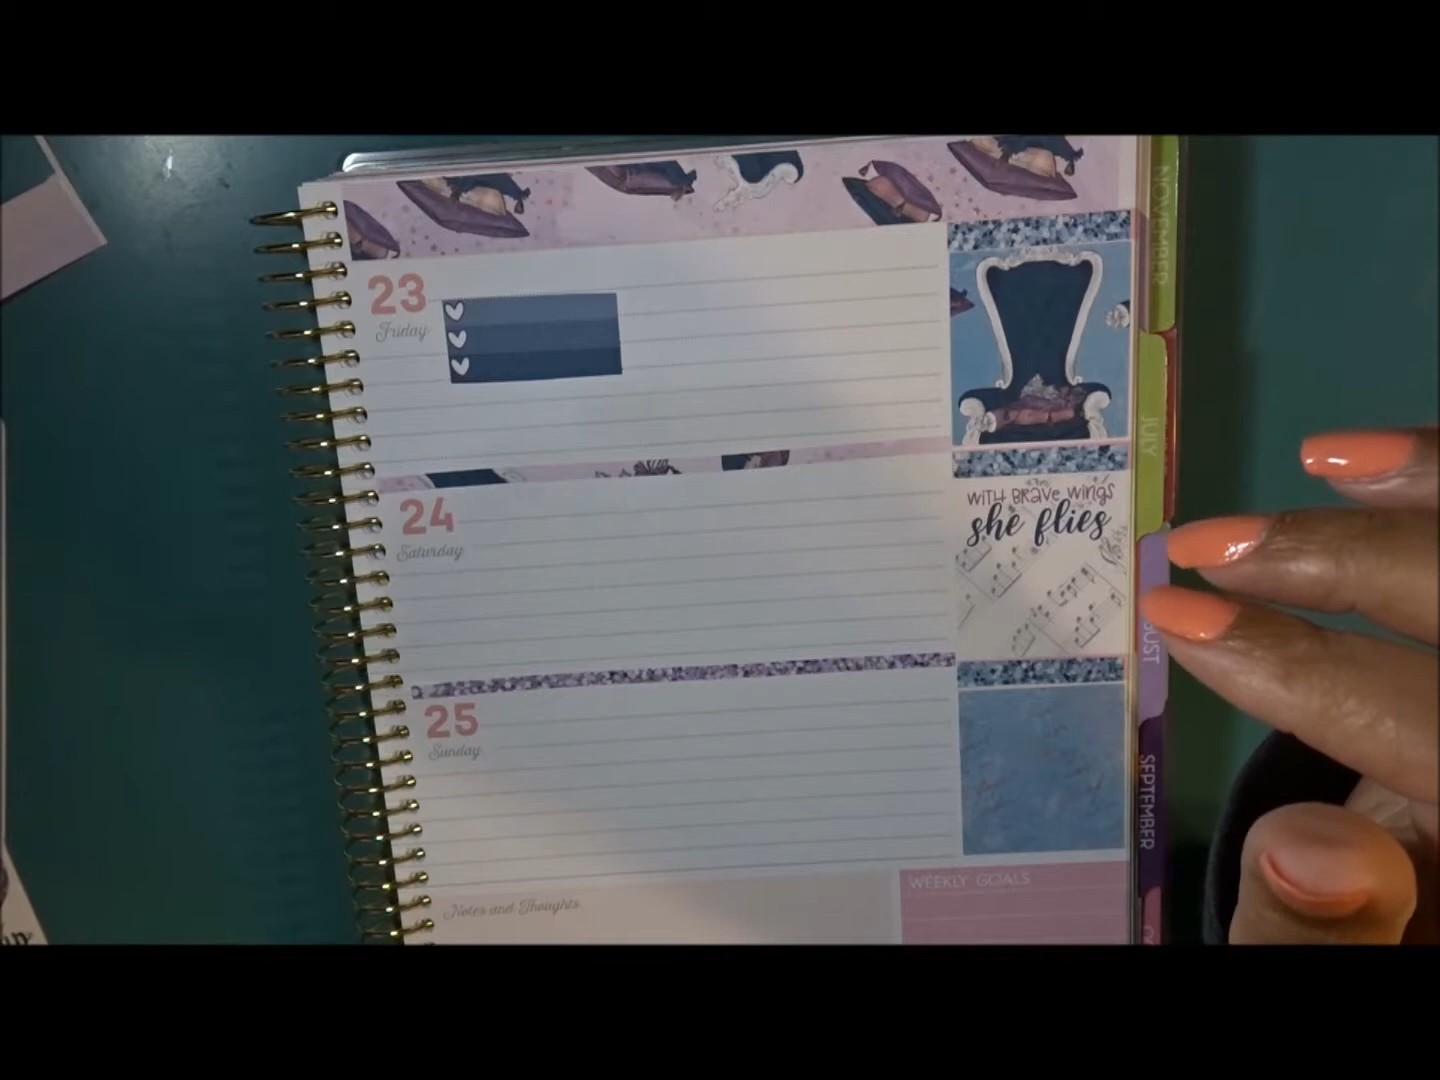 23
Friday
24
Saturday
25
Sunday
Notes and Thoughts
WITH BRAVE WINGS
she flies
WEEKLY GOALS
NOVEMBER
JULY
SEPTEMBER